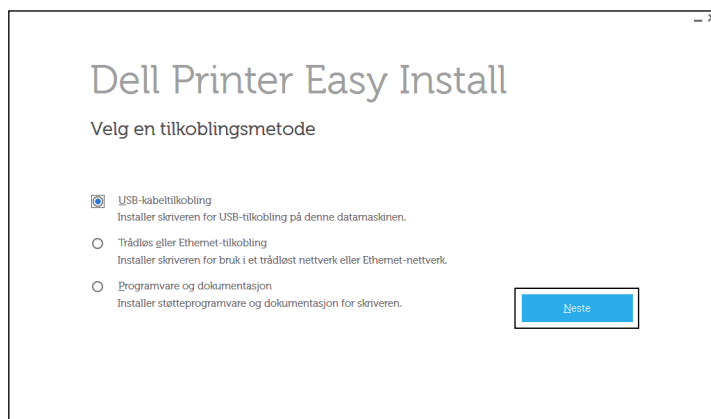 Dell Printer Easy Install
Velg en tilkoblingsmetode
USB-kabeltilkobling
Installer skriveren for USB-tilkobling på denne datamaskinen.
Trådløs eller Ethernet-tilkobling
Installer skriveren for bruk i et trådløst nettverk eller Ethernet-nettverk.
Programvare og dokumentasjon
Installer støtteprogramvare og dokumentasjon for skriveren.
Neste